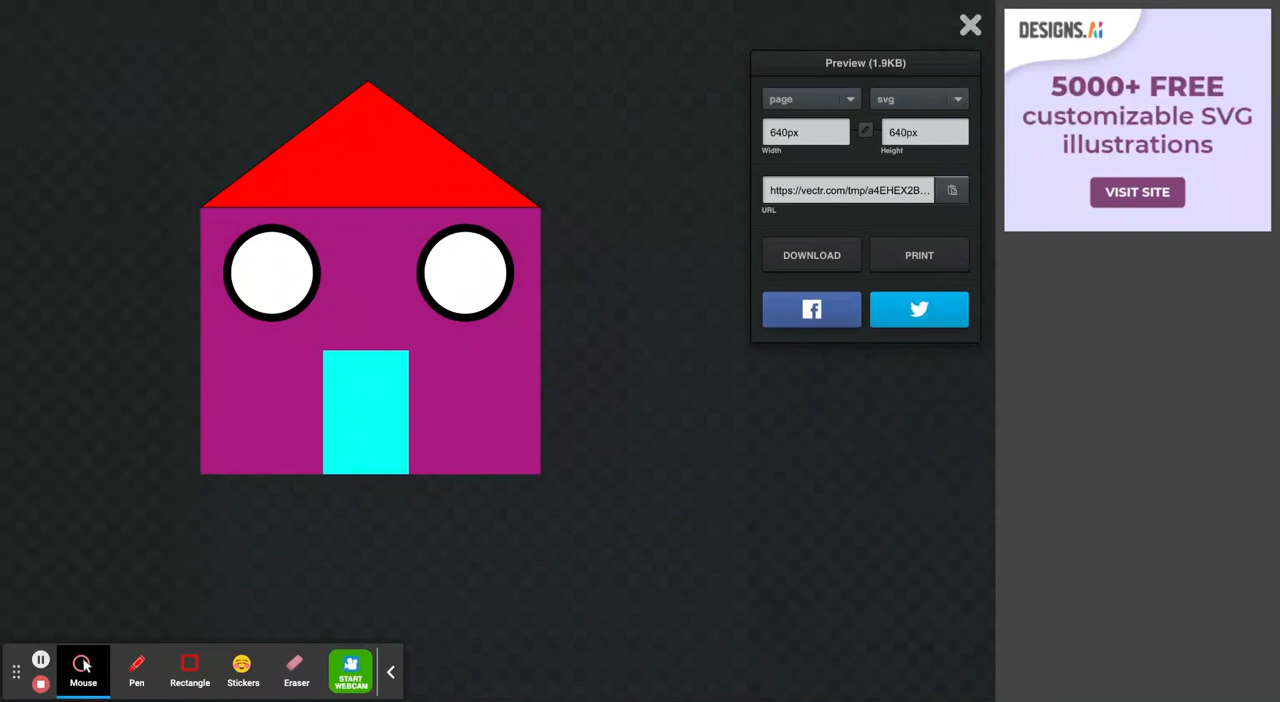 Preview (1.9KB)
page
svg
640px
640px
Width
Height
https://vectr.com/tmp/a4EHEX2B...
URL
DOWNLOAD
PRINT
DESIGNS.Ai
5000+ FREE
customizable SVG
illustrations
VISIT SITE
Mouse
Pen
Rectangle
Stickers
Eraser
START
WEBCAM